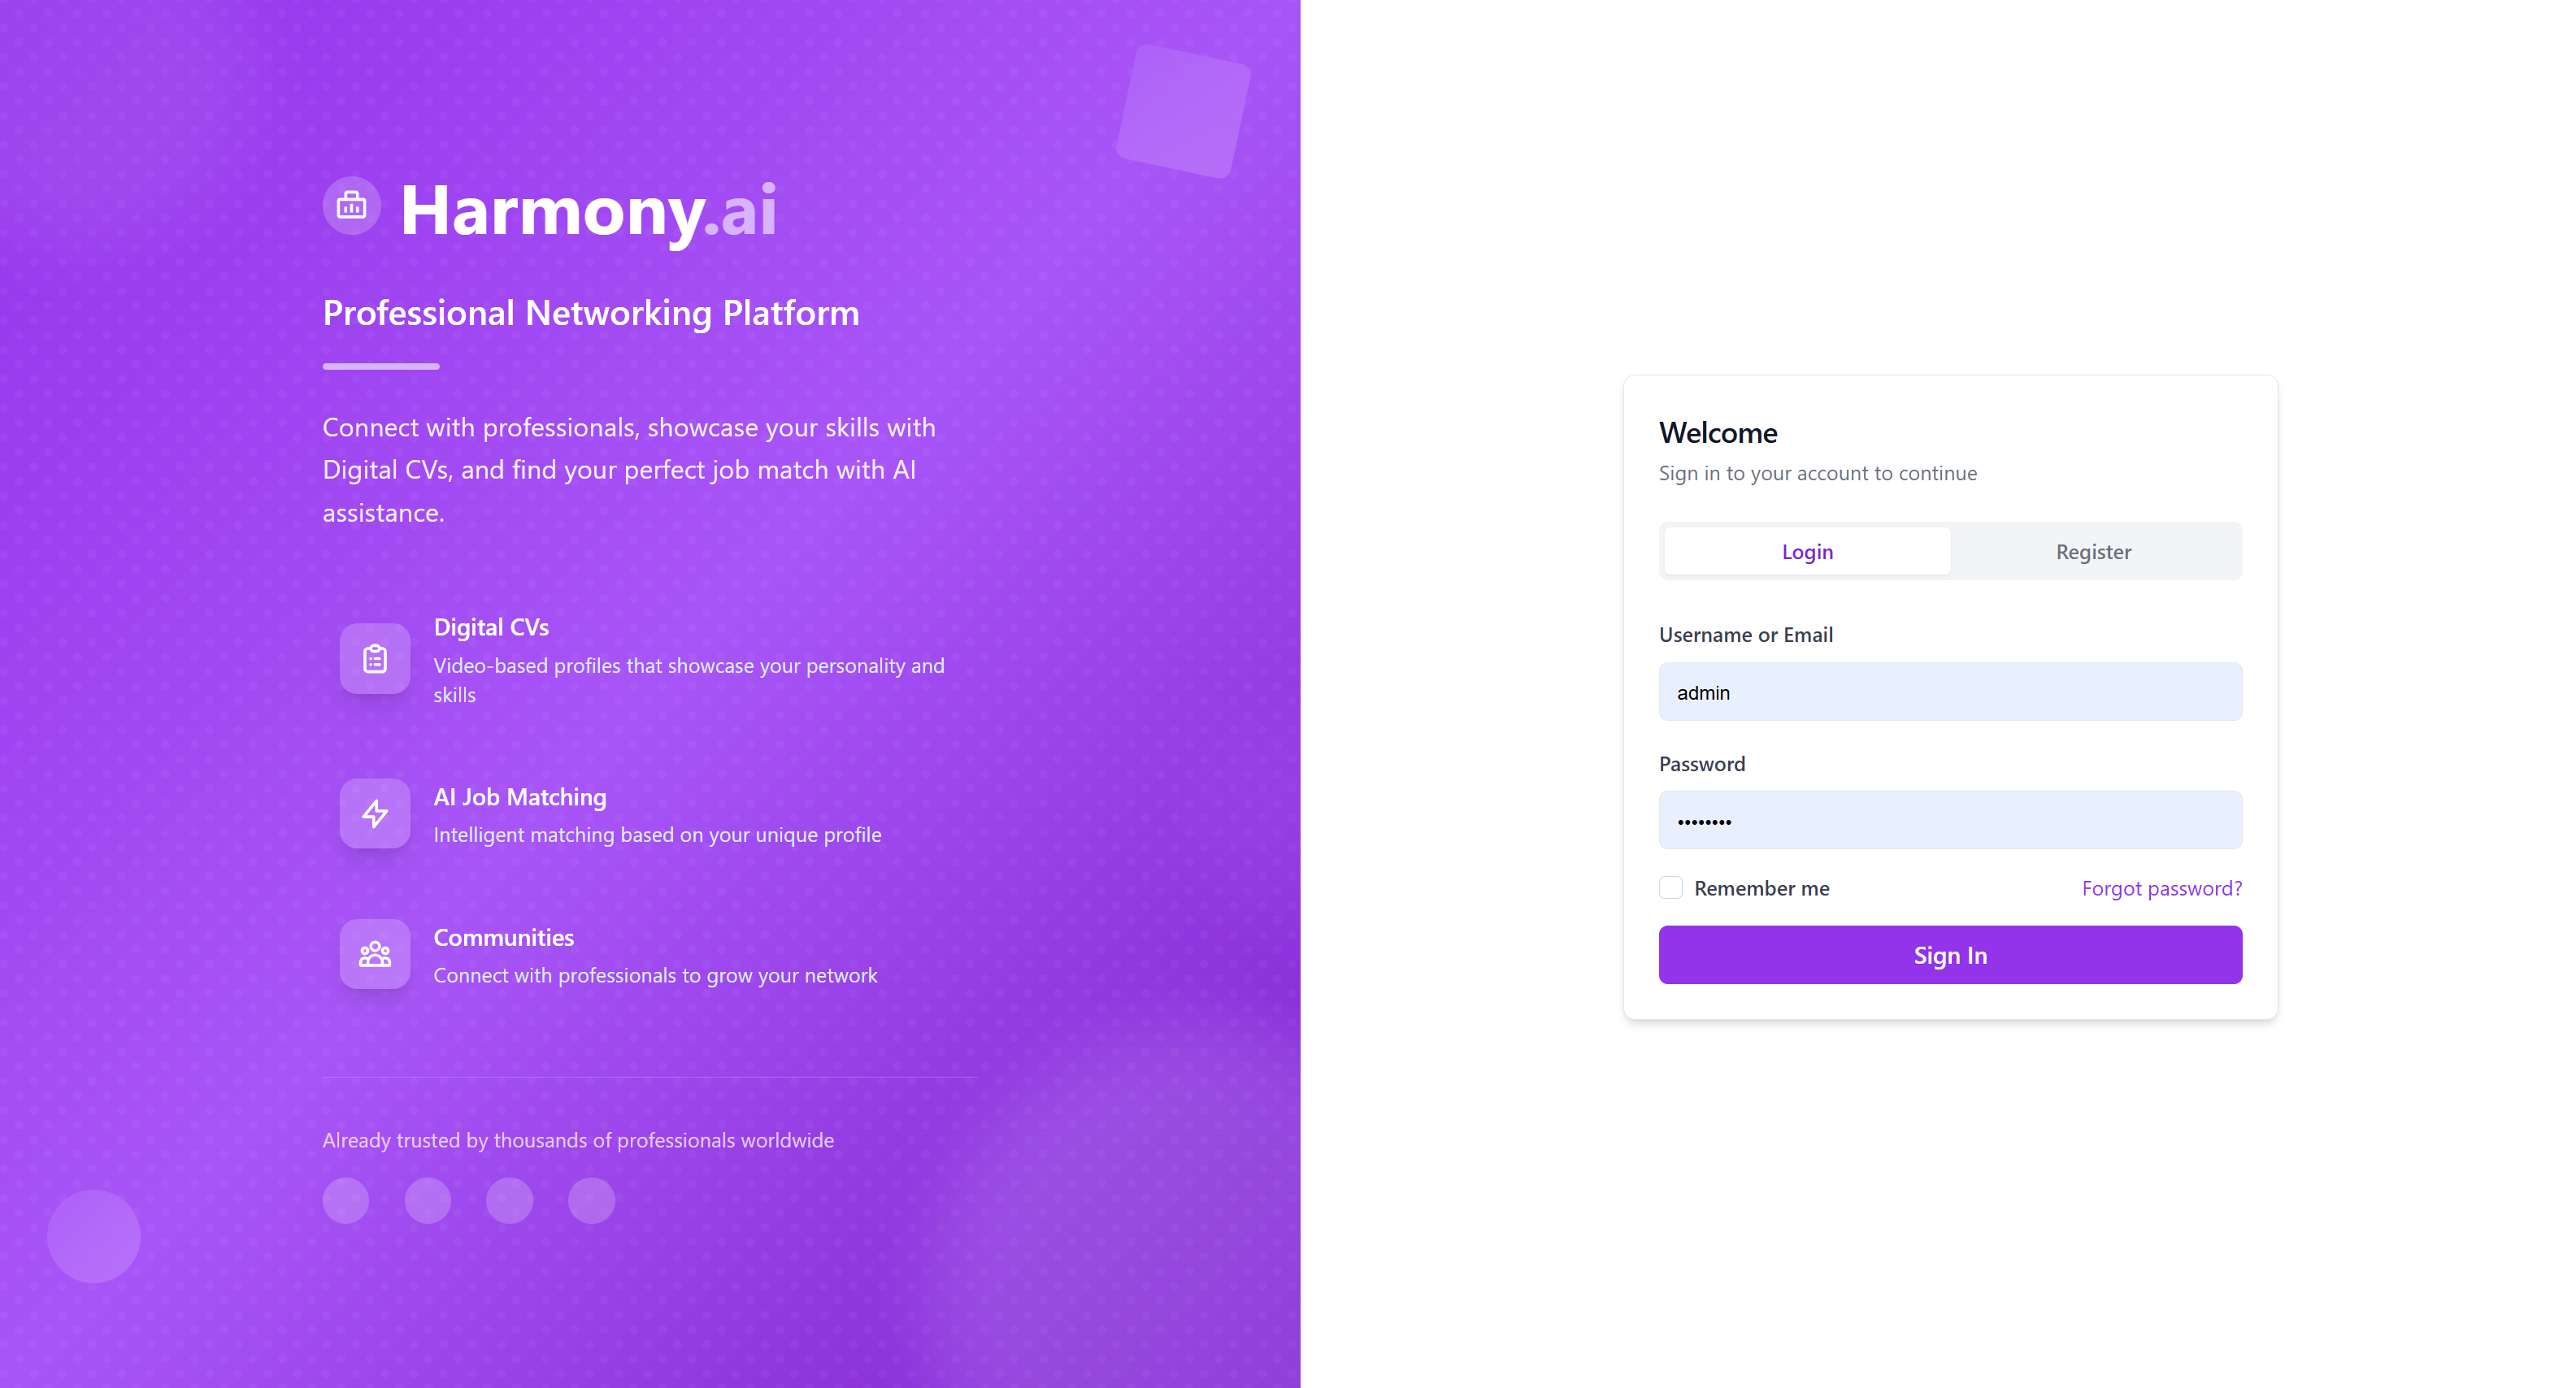 Harmony.ai
Professional Networking Platform
Connect with professionals, showcase your skills with
Digital CVs, and find your perfect job match with AI
assistance.
Digital CVs
Video-based profiles that showcase your personality and
skills
AI Job Matching
Intelligent matching based on your unique profile
Communities
Connect with professionals to grow your network
Already trusted by thousands of professionals worldwide
Welcome
Sign in to your account to continue
Login
Register
Username or Email
admin
Password
••••••••
Remember me
Forgot password?
Sign In